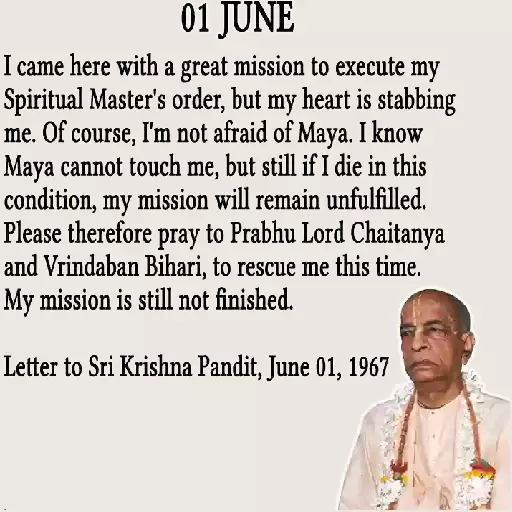 01 JUNE
I came here with a great mission to execute my
Spiritual Master's order, but my heart is stabbing
me. Of course, I'm not afraid of Maya. I know
Maya cannot touch me, but still if I die in this
condition, my mission will remain unfulfilled.
Please therefore pray to Prabhu Lord Chaitanya
and Vrindaban Bihari, to rescue me this time.
My mission is still not finished.
Letter to Sri Krishna Pandit, June 01, 1967